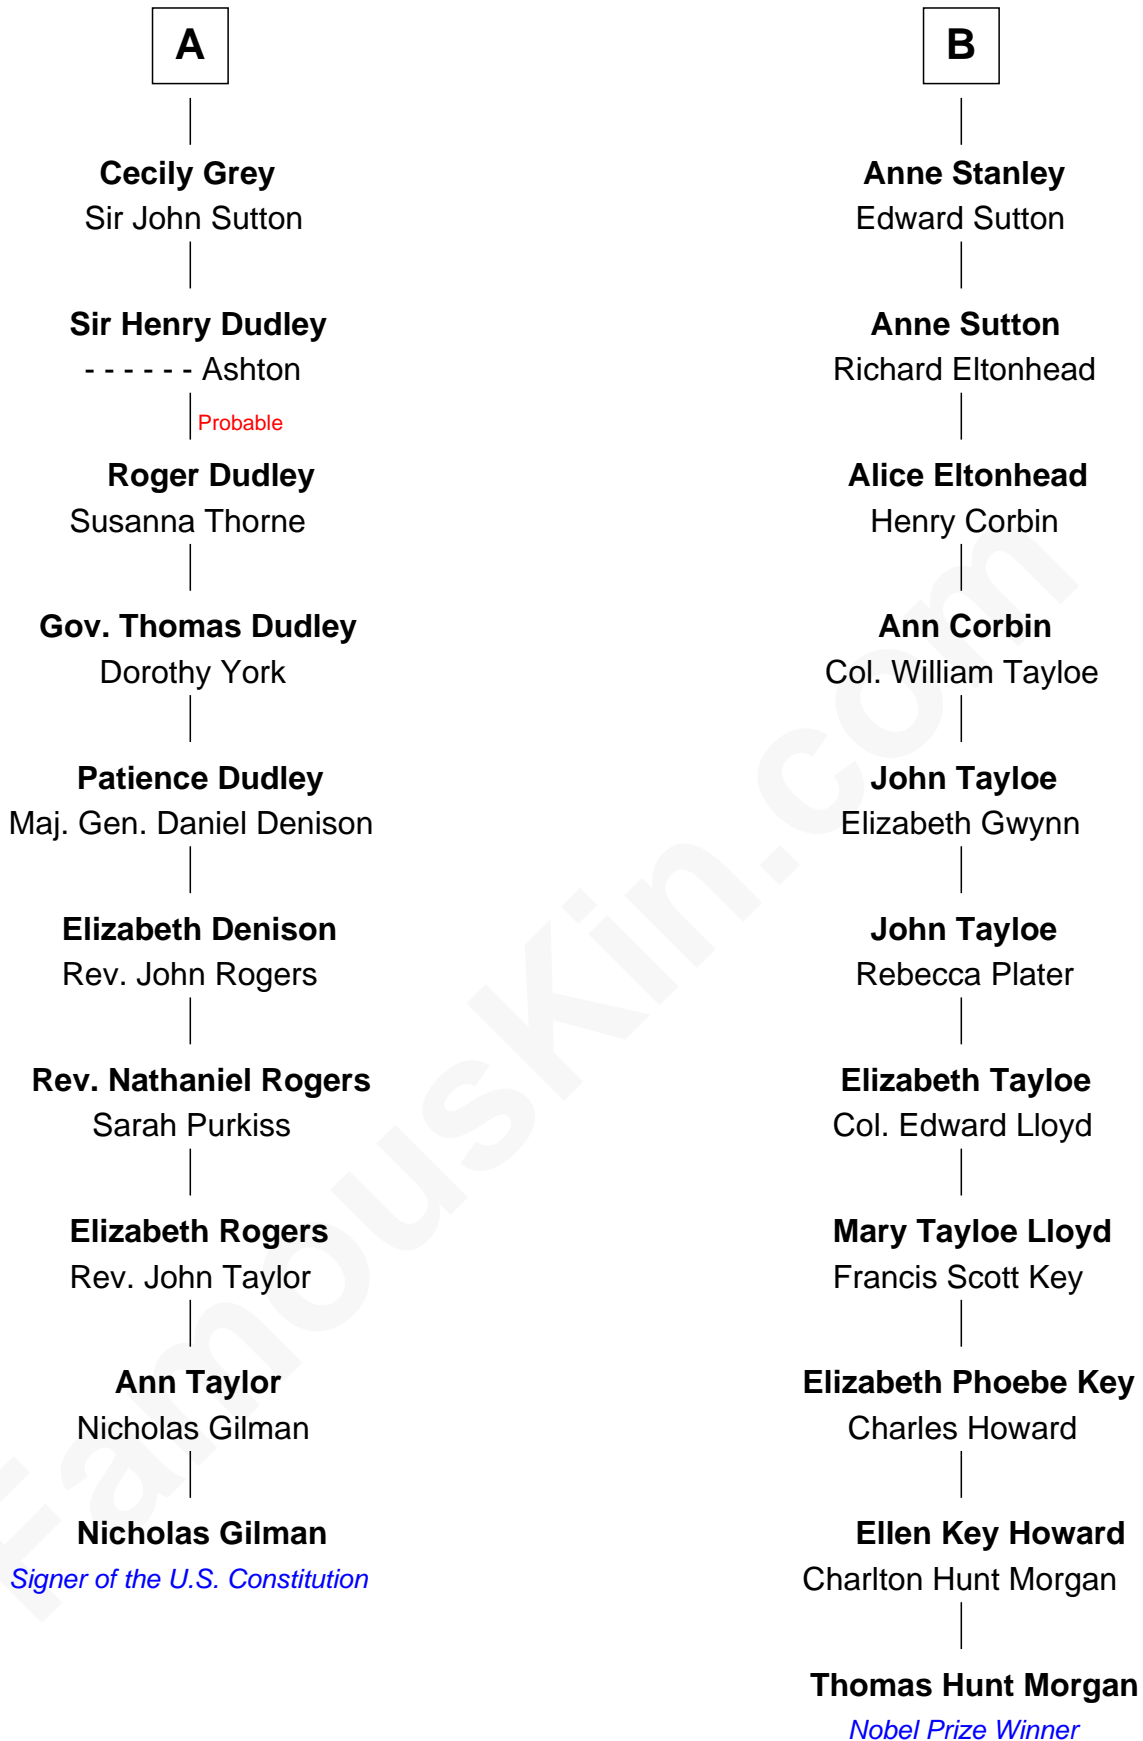 A
Cecily Grey
Sir John Sutton
Sir Henry Dudley
- - - - - - Ashton
Probable
Roger Dudley
Susanna Thorne
Gov. Thomas Dudley
Dorothy York
Patience Dudley
Maj. Gen. Daniel Denison
Elizabeth Denison
Rev. John Rogers
Rev. Nathaniel Rogers
Sarah Purkiss
Elizabeth Rogers
Rev. John Taylor
Ann Taylor
Nicholas Gilman
Nicholas Gilman
Signer of the U.S. Constitution
B
Anne Stanley
Edward Sutton
Anne Sutton
Richard Eltonhead
Alice Eltonhead
Henry Corbin
Ann Corbin
Col. William Tayloe
John Tayloe
Elizabeth Gwynn
John Tayloe
Rebecca Plater
Elizabeth Tayloe
Col. Edward Lloyd
Mary Tayloe Lloyd
Francis Scott Key
Elizabeth Phoebe Key
Charles Howard
Ellen Key Howard
Charlton Hunt Morgan
Thomas Hunt Morgan
Nobel Prize Winner
FamousKin.com